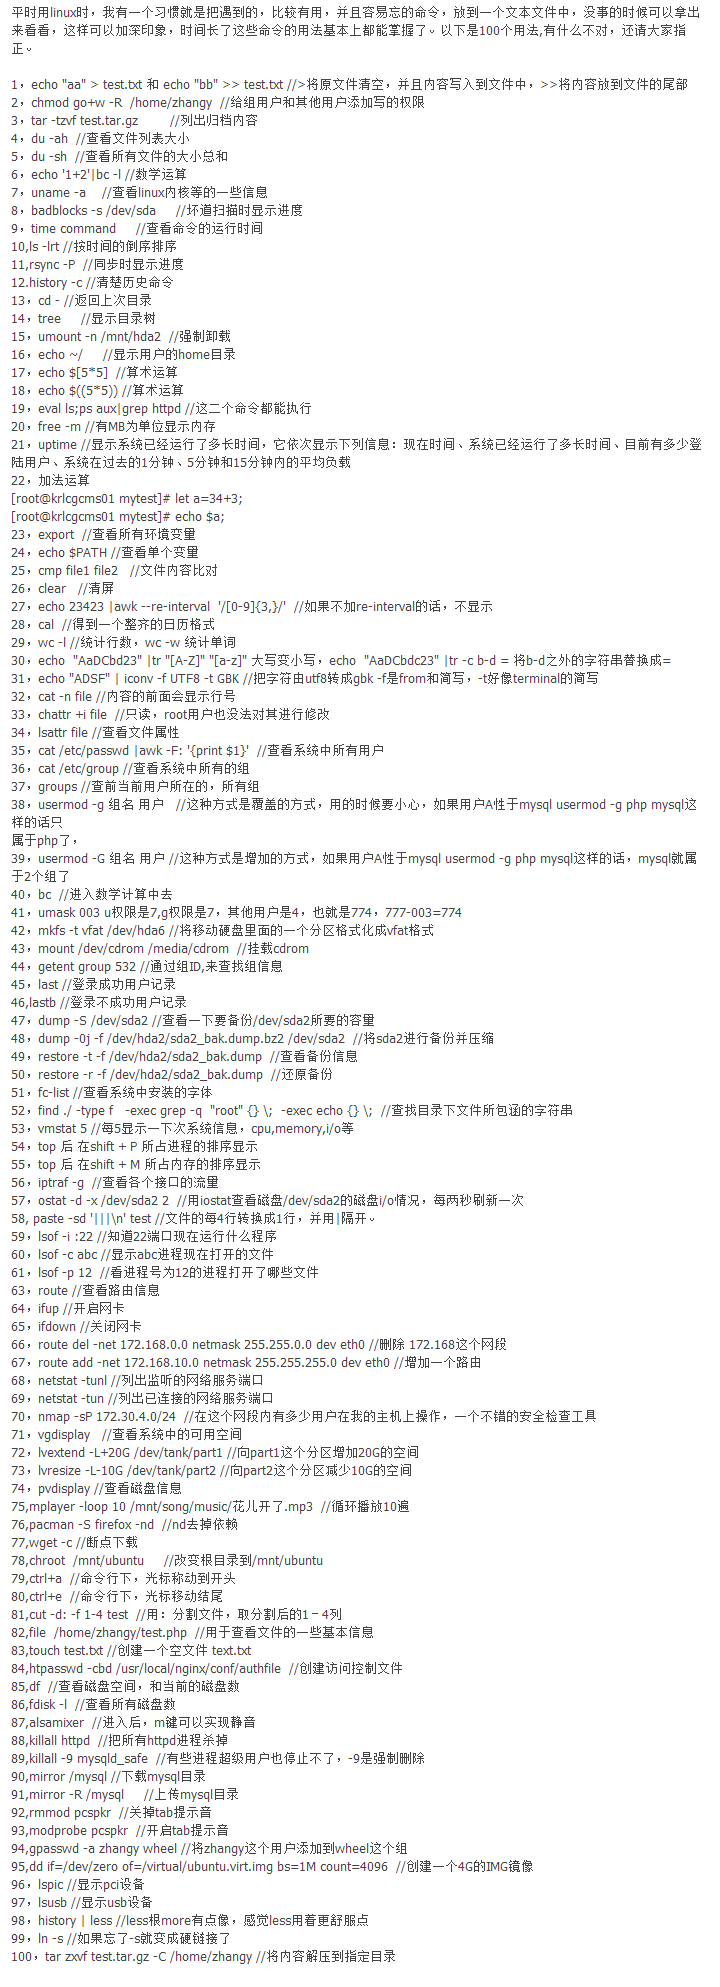 平时用linux时，我有一个习惯就是把遇到的，比较有用，并且容易忘的命令，放到一个文本文件中，没事的时候可以拿出
来看看，这样可以加深印象，时间长了这些命令的用法基本上都能掌握了。以下是100个用法,有什么不对，还请大家指
正。
1，echo "aa" > test.txt 和 echo "bb" >> test.txt //>将原文件清空，并且内容写入到文件中，>>将内容放到文件的尾部
2，chmod go+w -R /home/zhangy //给组用户和其他用户添加写的权限
3，tar -tzvf test.tar.gz //列出归档内容
4，du -ah //查看文件列表大小
5，du -sh //查看所有文件的大小总和
6，echo '1+2'|bc -l //数学运算
7，uname -a //查看linux内核等的一些信息
8，badblocks -s /dev/sda //坏道扫描时显示进度
9，time command //查看命令的运行时间
10,ls -lrt //按时间的倒序排序
11,rsync -P //同步时显示进度
12.history -c //清楚历史命令
13，cd - //返回上次目录
14，tree //显示目录树
15，umount -n /mnt/hda2 //强制卸载
16，echo ~/ //显示用户的home目录
17，echo $[5*5] //算术运算
18，echo $((5*5)) //算术运算
19，eval ls;ps aux|grep httpd //这二个命令都能执行
20，free -m //有MB为单位显示内存
21，uptime //显示系统已经运行了多长时间，它依次显示下列信息：现在时间、系统已经运行了多长时间、目前有多少登
陆用户、系统在过去的1分钟、5分钟和15分钟内的平均负载
22，加法运算
[root@krlcgcms01 mytest]# let a=34+3;
[root@krlcgcms01 mytest]# echo $a;
23，export //查看所有环境变量
24，echo $PATH //查看单个变量
25，cmp file1 file2 //文件内容比对
26，clear //清屏
27，echo 23423 |awk --re-interval '/[0-9]{3,}/' //如果不加re-interval的话，不显示
28，cal //得到一个整齐的日历格式
29，wc -l //统计行数，wc -w 统计单词
30，echo "AaDCbd23" |tr "[A-Z]" "[a-z]" 大写变小写，echo "AaDCbdc23" |tr -c b-d = 将b-d之外的字符串替换成=
31，echo "ADSF" | iconv -f UTF8 -t GBK //把字符由utf8转成gbk -f是from和简写，-t好像terminal的简写
32，cat -n file //内容的前面会显示行号
33，chattr +i file //只读，root用户也没法对其进行修改
34，lsattr file //查看文件属性
35，cat /etc/passwd |awk -F: '{print $1}' //查看系统中所有用户
36，cat /etc/group //查看系统中所有的组
37，groups //查前当前用户所在的，所有组
38，usermod -g 组名 用户 //这种方式是覆盖的方式，用的时候要小心，如果用户A性于mysql usermod -g php mysql这
样的话只
属于php了，
39，usermod -G 组名 用户 //这种方式是增加的方式，如果用户A性于mysql usermod -g php mysql这样的话，mysql就属
于2个组了
40，bc //进入数学计算中去
41，umask 003 u权限是7,g权限是7，其他用户是4，也就是774，777-003=774
42，mkfs -t vfat /dev/hda6 //将移动硬盘里面的一个分区格式化成vfat格式
43，mount /dev/cdrom /media/cdrom //挂载cdrom
44，getent group 532 //通过组ID,来查找组信息
45，last //登录成功用户记录
46,lastb //登录不成功用户记录
47，dump -S /dev/sda2 //查看一下要备份/dev/sda2所要的容量
48，dump -0j -f /dev/hda2/sda2_bak.dump.bz2 /dev/sda2 //将sda2进行备份并压缩
49，restore -t -f /dev/hda2/sda2_bak.dump //查看备份信息
50，restore -r -f /dev/hda2/sda2_bak.dump //还原备份
51，fc-list //查看系统中安装的字体
52，find ./ -type f -exec grep -q "root" {} \; -exec echo {} \; //查找目录下文件所包涵的字符串
53，vmstat 5 //每5显示一下次系统信息，cpu,memory,i/o等
54，top 后 在shift + P 所占进程的排序显示
55，top 后 在shift + M 所占内存的排序显示
56，iptraf -g //查看各个接口的流量
57，ostat -d -x /dev/sda2 2 //用iostat查看磁盘/dev/sda2的磁盘i/o情况，每两秒刷新一次
58, paste -sd '|||\n' test //文件的每4行转换成1行，并用|隔开。
59，lsof -i :22 //知道22端口现在运行什么程序
60，lsof -c abc //显示abc进程现在打开的文件
61，lsof -p 12 //看进程号为12的进程打开了哪些文件
63，route //查看路由信息
64，ifup //开启网卡
65，ifdown //关闭网卡
66，route del -net 172.168.0.0 netmask 255.255.0.0 dev eth0 //删除 172.168这个网段
67，route add -net 172.168.10.0 netmask 255.255.255.0 dev eth0 //增加一个路由
68，netstat -tunl //列出监听的网络服务端口
69，netstat -tun //列出已连接的网络服务端口
70，nmap -sP 172.30.4.0/24 //在这个网段内有多少用户在我的主机上操作，一个不错的安全检查工具
71，vgdisplay //查看系统中的可用空间
72，lvextend -L+20G /dev/tank/part1 //向part1这个分区增加20G的空间
73，lvresize -L-10G /dev/tank/part2 //向part2这个分区减少10G的空间
74，pvdisplay //查看磁盘信息
75,mplayer -loop 10 /mnt/song/music/花儿开了.mp3 //循环播放10遍
76,pacman -S firefox -nd //nd去掉依赖
77,wget -c //断点下载
78,chroot /mnt/ubuntu //改变根目录到/mnt/ubuntu
79,ctrl+a //命令行下，光标称动到开头
80,ctrl+e //命令行下，光标移动结尾
81,cut -d: -f 1-4 test //用：分割文件，取分割后的1－4列
82,file /home/zhangy/test.php //用于查看文件的一些基本信息
83,touch test.txt //创建一个空文件 text.txt
84,htpasswd -cbd /usr/local/nginx/conf/authfile //创建访问控制文件
85,df //查看磁盘空间，和当前的磁盘数
86,fdisk -l //查看所有磁盘数
87,alsamixer //进入后，m键可以实现静音
88,killall httpd //把所有httpd进程杀掉
89,killall -9 mysqld_safe //有些进程超级用户也停止不了，-9是强制删除
90,mirror /mysql //下载mysql目录
91,mirror -R /mysql //上传mysql目录
92,rmmod pcspkr //关掉tab提示音
93,modprobe pcspkr //开启tab提示音
94,gpasswd -a zhangy wheel //将zhangy这个用户添加到wheel这个组
95,dd if=/dev/zero of=/virtual/ubuntu.virt.img bs=1M count=4096 //创建一个4G的IMG镜像
96，lspic //显示pci设备
97，lsusb //显示usb设备
98，history | less //less根more有点像，感觉less用着更舒服点
99，ln -s //如果忘了-s就变成硬链接了
100，tar zxvf test.tar.gz -C /home/zhangy //将内容解压到指定目录